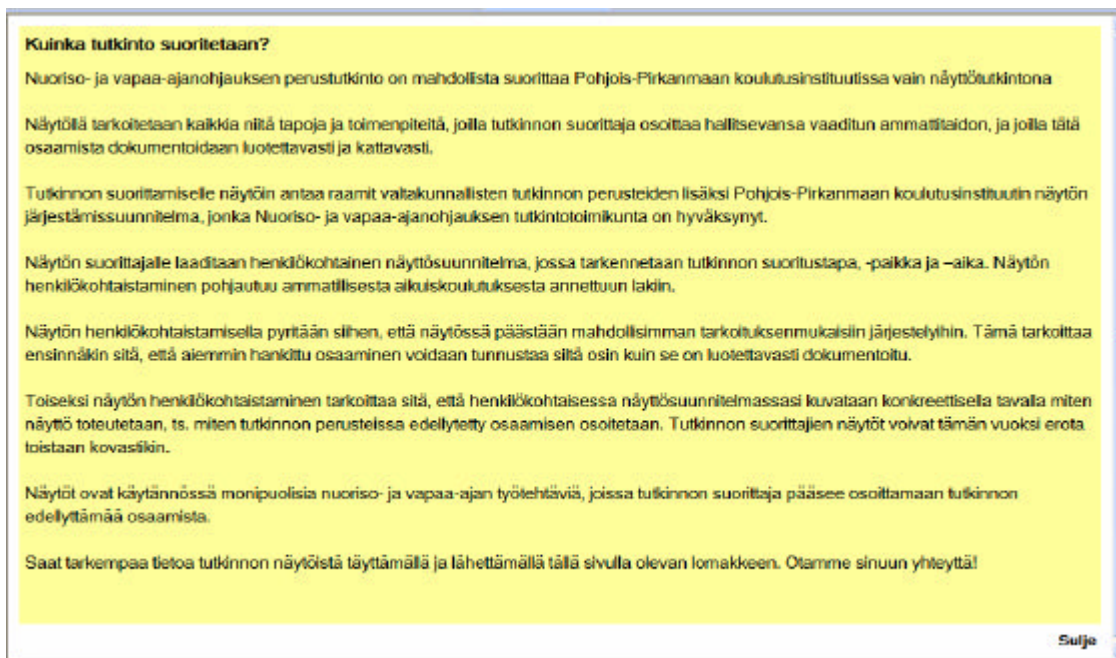 Kuinka tutkinto suoritetaan?
Nuoriso- ja vapaa-ajanohjauksen perustutkinto on mahdollista suorittaa Pohjois-Pirkanmaan koulutusinstituutissa vain näyttötutkintona
Näytöllä tarkoitetaan kaikkia niitä tapoja ja toimenpiteitä, joilla tutkinnon suorittaja osoittaa hallitsevansa vaaditun ammattitaidon, ja joilla tätä
osaamista dokumentoidaan luotettavasti ja kattavasti.
Tutkinnon suorittamiselle näytöin antaa raamit valtakunnallisten tutkinnon perusteiden lisäksi Pohjois-Pirkanmaan koulutusinstituutin näytön
järjestämissuunnitelma, jonka Nuoriso- ja vapaa-ajanohjauksen tutkintotoimikunta on hyväksynyt.
Näytön suorittajalle laaditaan henkilökohtainen näyttösuunnitelma, jossa tarkennetaan tutkinnon suoritustapa, -paikka ja –aika. Näytön
henkilökohtaistaminen pohjautuu ammatillisesta aikuiskoulutuksesta annettuun lakiin.
Näytön henkilökohtaistamisella pyritään siihen, että näytössä päästään mahdollisimman tarkoituksenmukaisiin järjestelyihin. Tämä tarkoittaa
ensinnäkin sitä, että aiemmin hankittu osaaminen voidaan tunnustaa siltä osin kuin se on luotettavasti dokumentoitu.
Toiseksi näytön henkilökohtaistaminen tarkoittaa sitä, että henkilökohtaisessa näyttösuunnitelmassasi kuvataan konkreettisella tavalla miten
näyttö toteutetaan, ts. miten tutkinnon perusteissa edellytetty osaamisen osoitetaan. Tutkinnon suorittajien näytöt voivat tämän vuoksi erota
toistaan kovastikin.
Näytöt ovat käytännössä monipuolisia nuoriso- ja vapaa-ajan työtehtäviä, joissa tutkinnon suorittaja pääsee osoittamaan tutkinnon
edellyttämää osaamista.
Saat tarkempaa tietoa tutkinnon näytöistä täyttämällä ja lähettämällä tällä sivulla olevan lomakkeen. Otamme sinuun yhteyttä!
Sulje